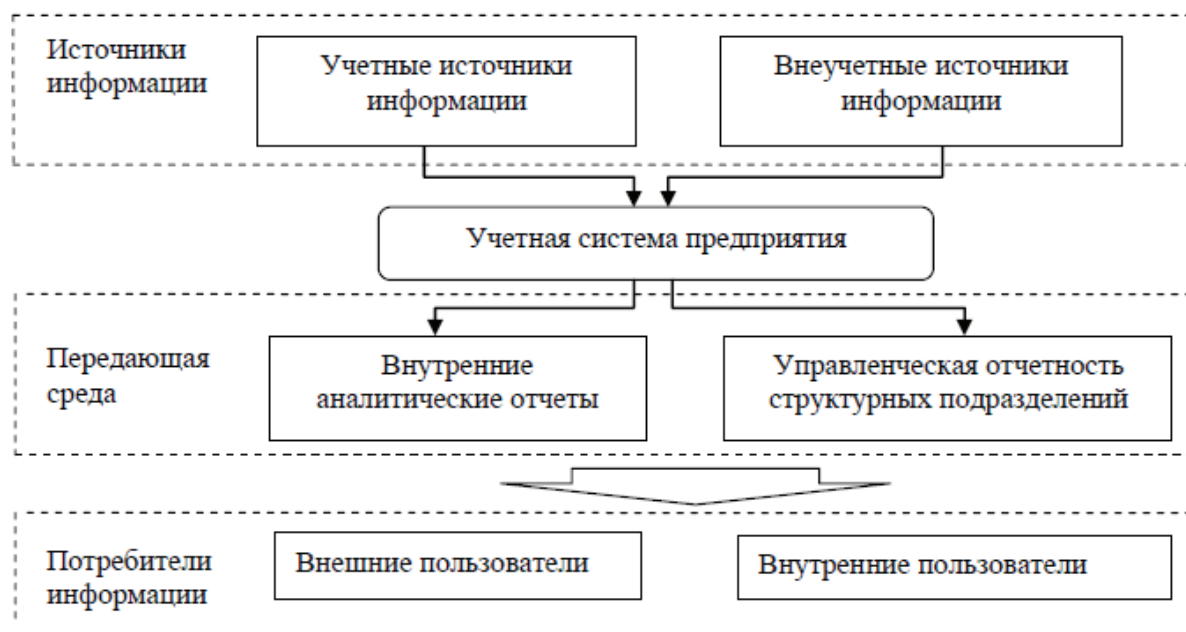 Источники
информации
Учетные источники
информации
Внеучетные источники
информации
Учетная система предприятия
Передающая
среда
Внутренние
аналитические отчеты
Управленческая отчетность
структурных подразделений
Потребители
информации
Внешние пользователи
Внутренние пользователи